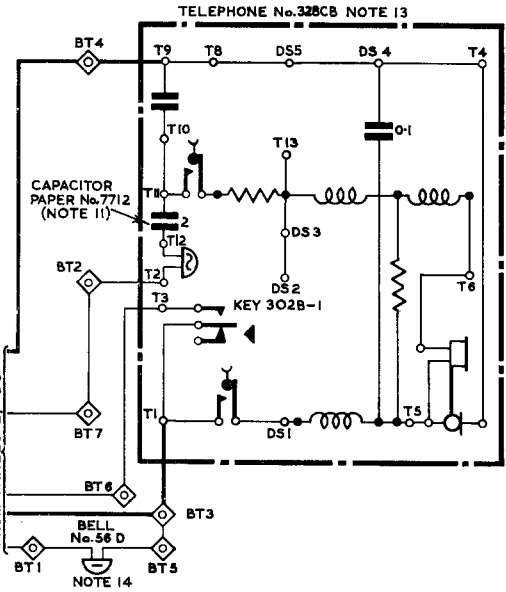 TELEPHONE No. 328CB NOTE 13
BT4
T9
T8
DS5
DS4
T4
T10
0·1
T13
CAPACITOR
PAPER No. 7712
(NOTE 11)
T11
2
T12
DS3
BT2
T2
DS2
T6
T3
KEY 302B-1
T1
DS1
T5
BT7
BT6
BT3
BELL
No. 56 D
BT1
BT5
NOTE 14